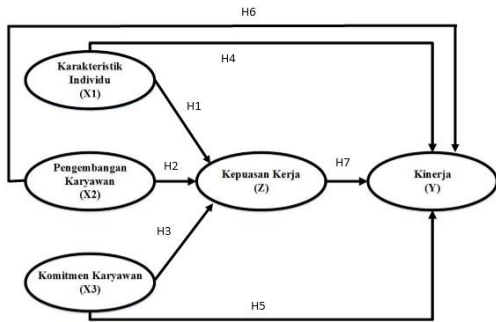 H6
Karakteristik
Individu
(X1)
H4
H1
Pengembangan
Karyawan
(X2)
H2
Kepuasan Kerja
(Z)
H7
Kinerja
(Y)
H3
Komitmen Karyawan
(X3)
H5